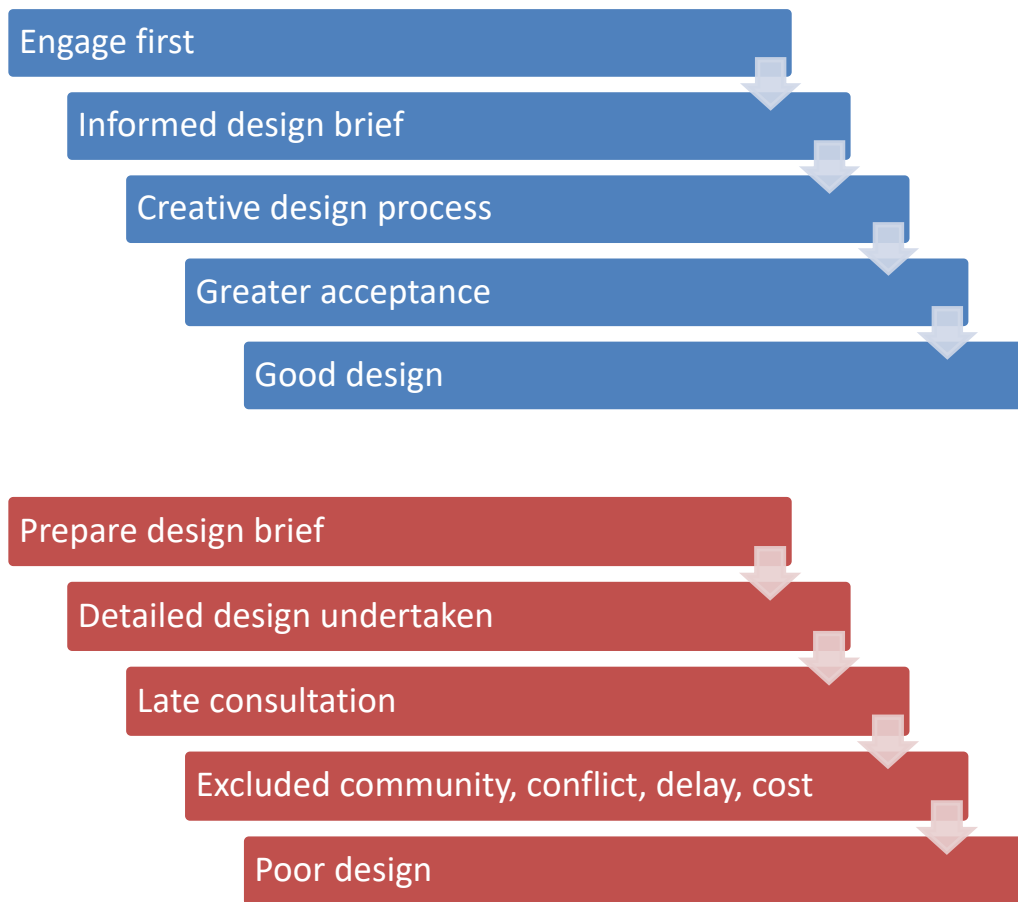 Engage first
Informed design brief
Creative design process
Greater acceptance
Good design
Prepare design brief
Detailed design undertaken
Late consultation
Excluded community, conflict, delay, cost
Poor design